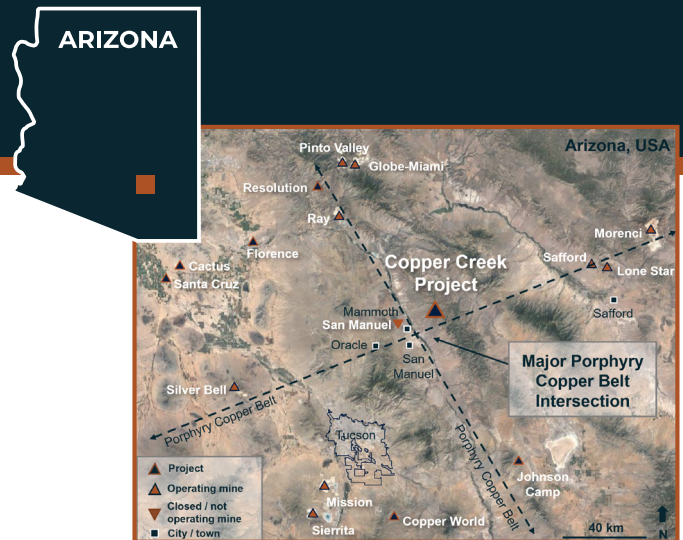 ARIZONA
Arizona, USA
Pinto Valley
Globe-Miami
Resolution
Ray
Morenci
Florence
Safford
Lone Star
Cactus
Santa Cruz
Copper Creek
Project
Safford
Mammoth
San Manuel
Oracle
San
Manuel
Major Porphyry
Copper Belt
Intersection
Silver Bell
Porphyry Copper Belt
Tucson
Porphyry Copper Belt
Johnson
Camp
Mission
Sierrita
Copper World
Project
Operating mine
Closed / not
operating mine
City / town
40 km
N